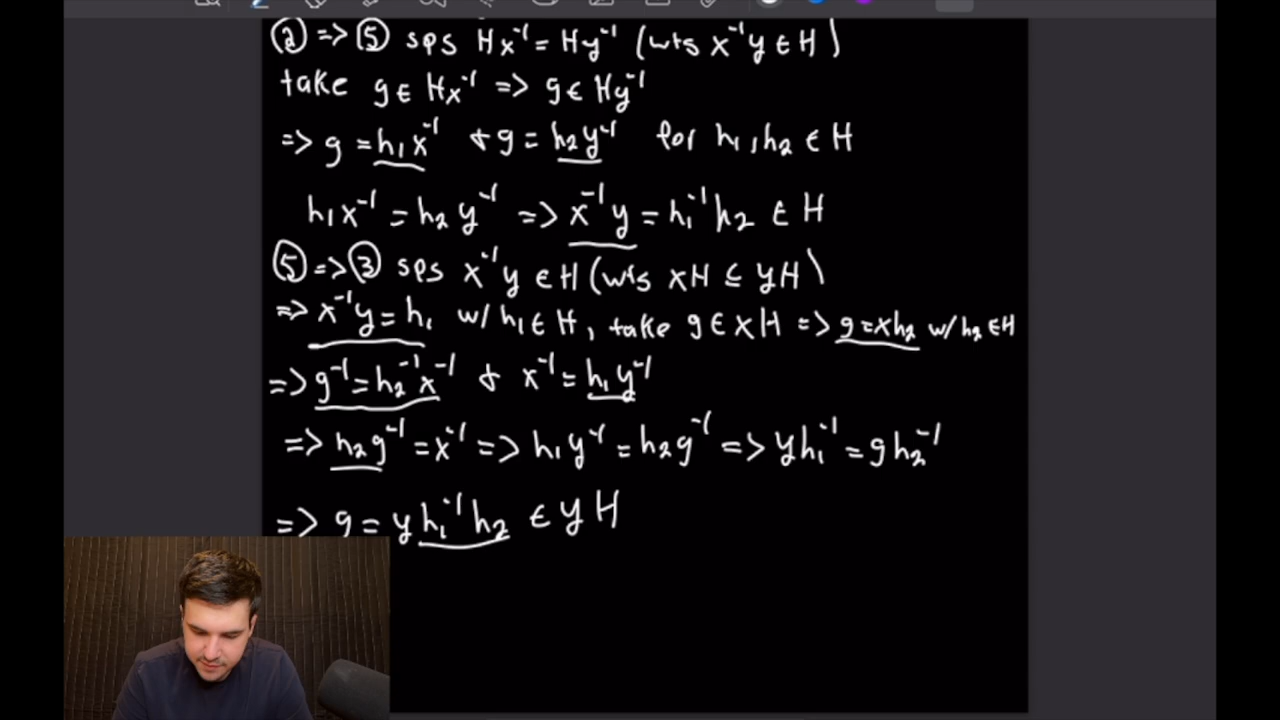 ② => ⑤ sps Hx⁻¹ = Hy⁻¹ (wts x⁻¹y ∈ H)
take g ∈ Hx⁻¹ => g ∈ Hy⁻¹
=> g = h₁x⁻¹ & g = h₂y⁻¹ for h₁, h₂ ∈ H
h₁x⁻¹ = h₂y⁻¹ => x⁻¹y = h₁⁻¹h₂ ∈ H
⑤ => ③ sps x⁻¹y ∈ H (wts xH ⊆ yH)
=> x⁻¹y = h₁ w/ h₁ ∈ H, take g ∈ xH => g = xh₂ w/ h₂ ∈ H
=> g⁻¹ = h₂⁻¹x⁻¹ & x⁻¹ = h₁y⁻¹
=> h₂g⁻¹ = x⁻¹ => h₁y⁻¹ = h₂g⁻¹ => yh₁⁻¹ = gh₂⁻¹
=> g = yh₁⁻¹h₂ ∈ yH